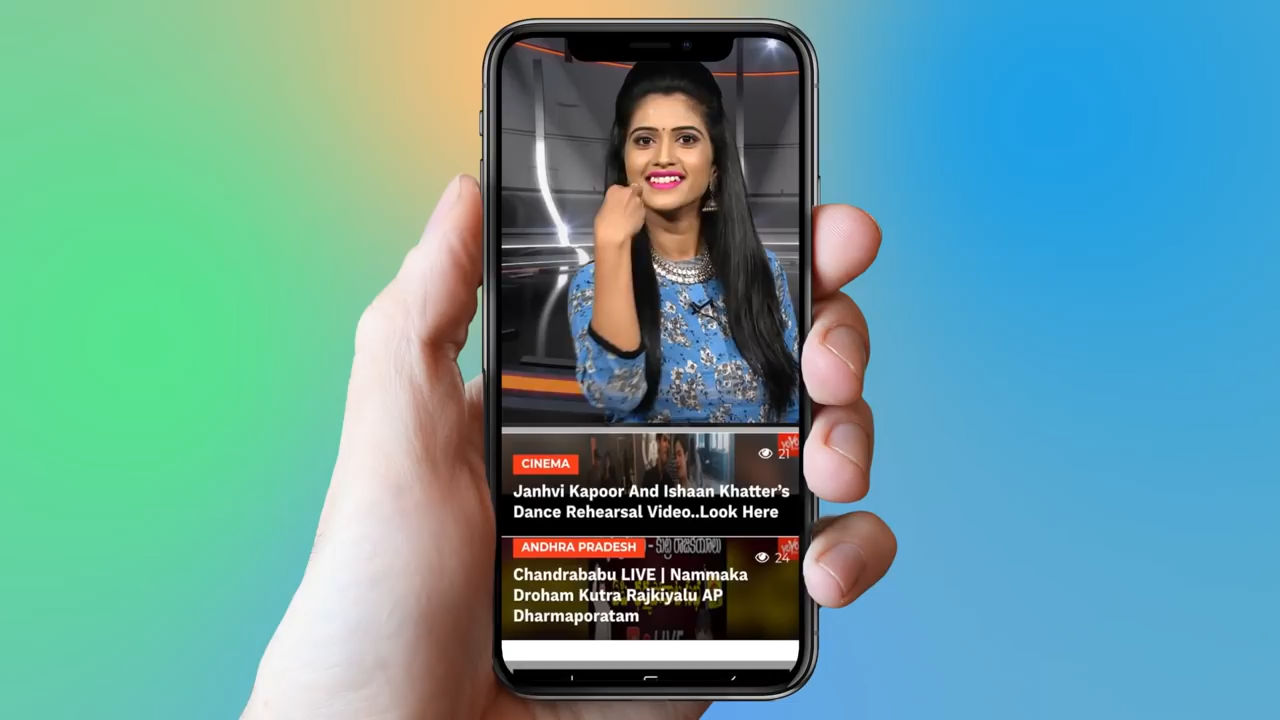 CINEMA
21
Janhvi Kapoor And Ishaan Khatter's
Dance Rehearsal Video..Look Here
ANDHRA PRADESH
24
Chandrababu LIVE | Nammaka
Droham Kutra Rajkiyalu AP
Dharmaporatam
LIVE